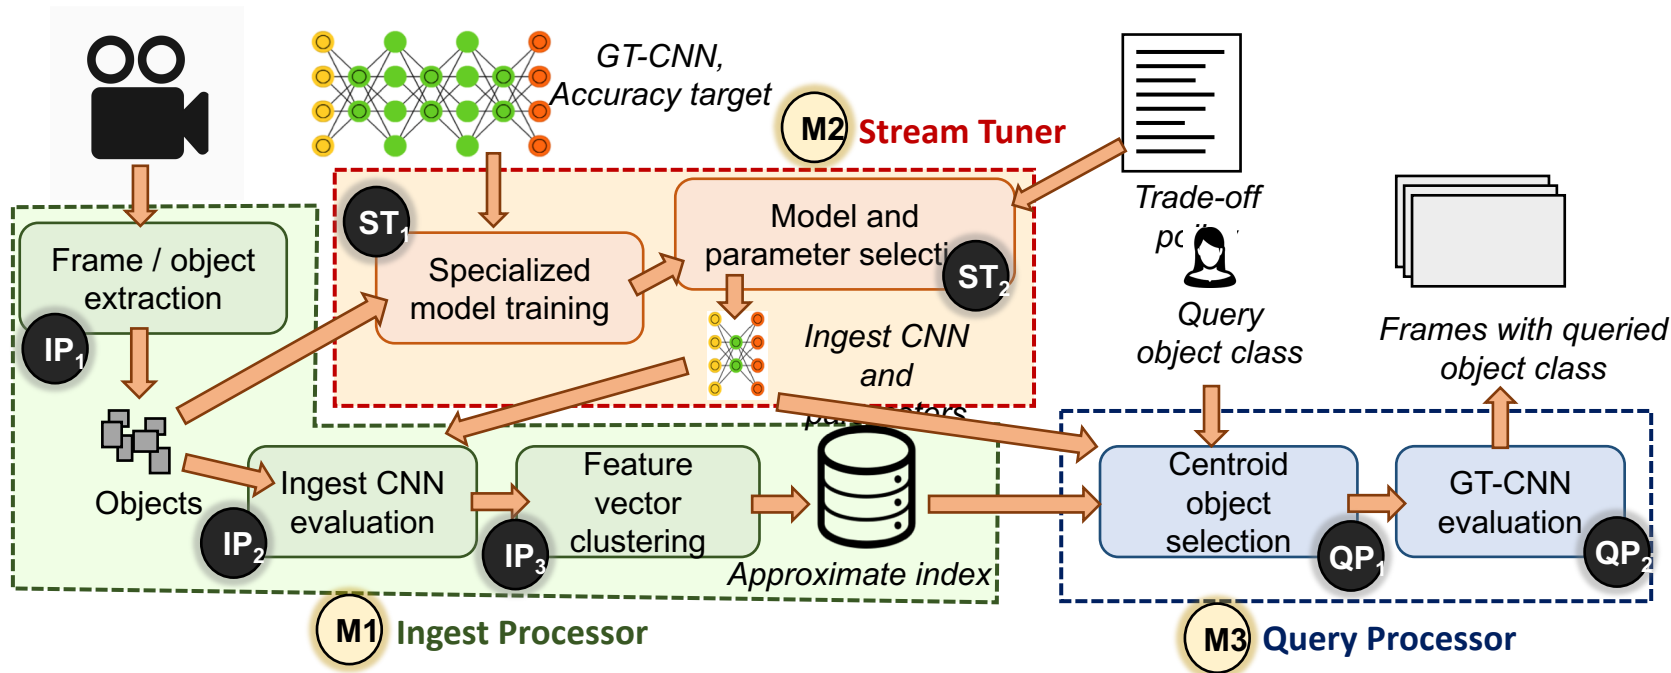 GT-CNN,
Accuracy target
M2 Stream Tuner
ST1
Model and
parameter selecti
ST2
Trade-off
Frame / object
extraction
IP1
Specialized
model training
Query
object class
Frames with queried
object class
Ingest CNN
and
Objects
Ingest CNN
evaluation
IP2
Feature
vector
clustering
IP3
Approximate index
Centroid
object
selection
QP1
GT-CNN
evaluation
QP2
M1 Ingest Processor
M3 Query Processor